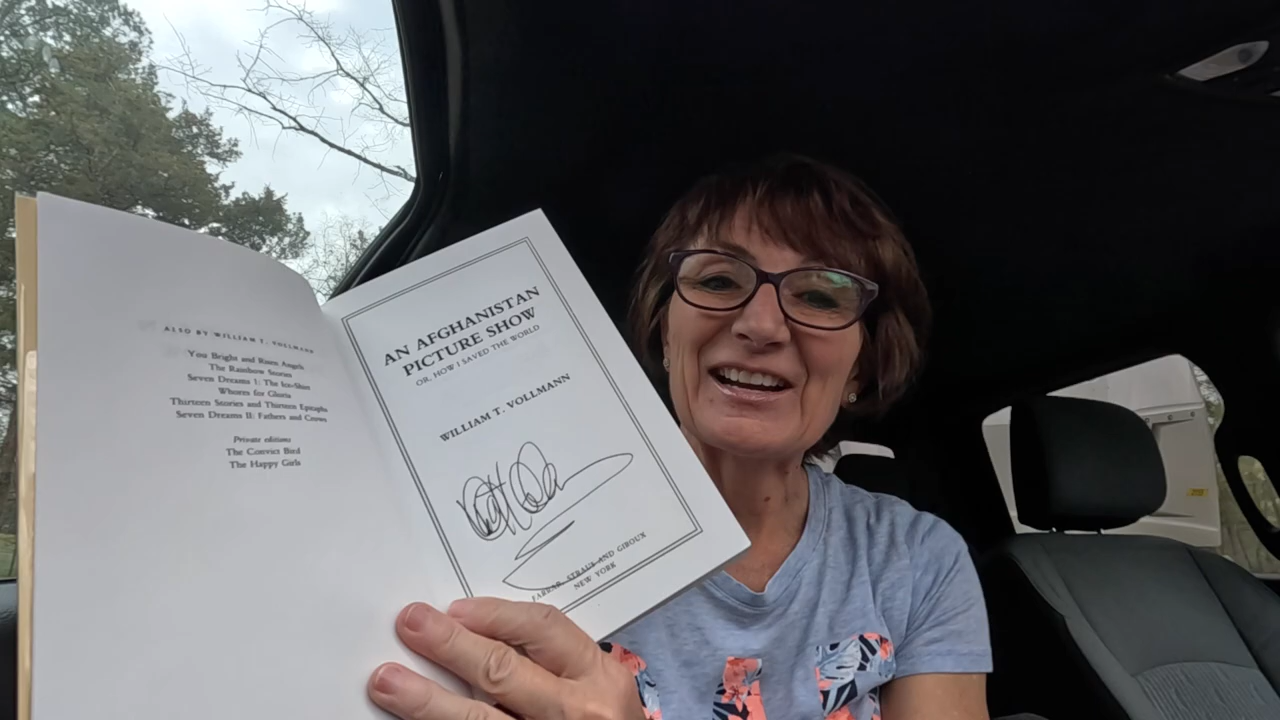 ALSO BY WILLIAM T. VOLLMANN
You Bright and Risen Angels
The Rainbow Stories
Seven Dreams I: The Ice-Shirt
Whores for Gloria
Thirteen Stories and Thirteen Epitaphs
Seven Dreams II: Fathers and Crows
Private editions
The Convict Bird
The Happy Girls
AN AFGHANISTAN
PICTURE SHOW
OR, HOW I SAVED THE WORLD
WILLIAM T. VOLLMANN
FARRAR, STRAUS AND GIROUX
NEW YORK